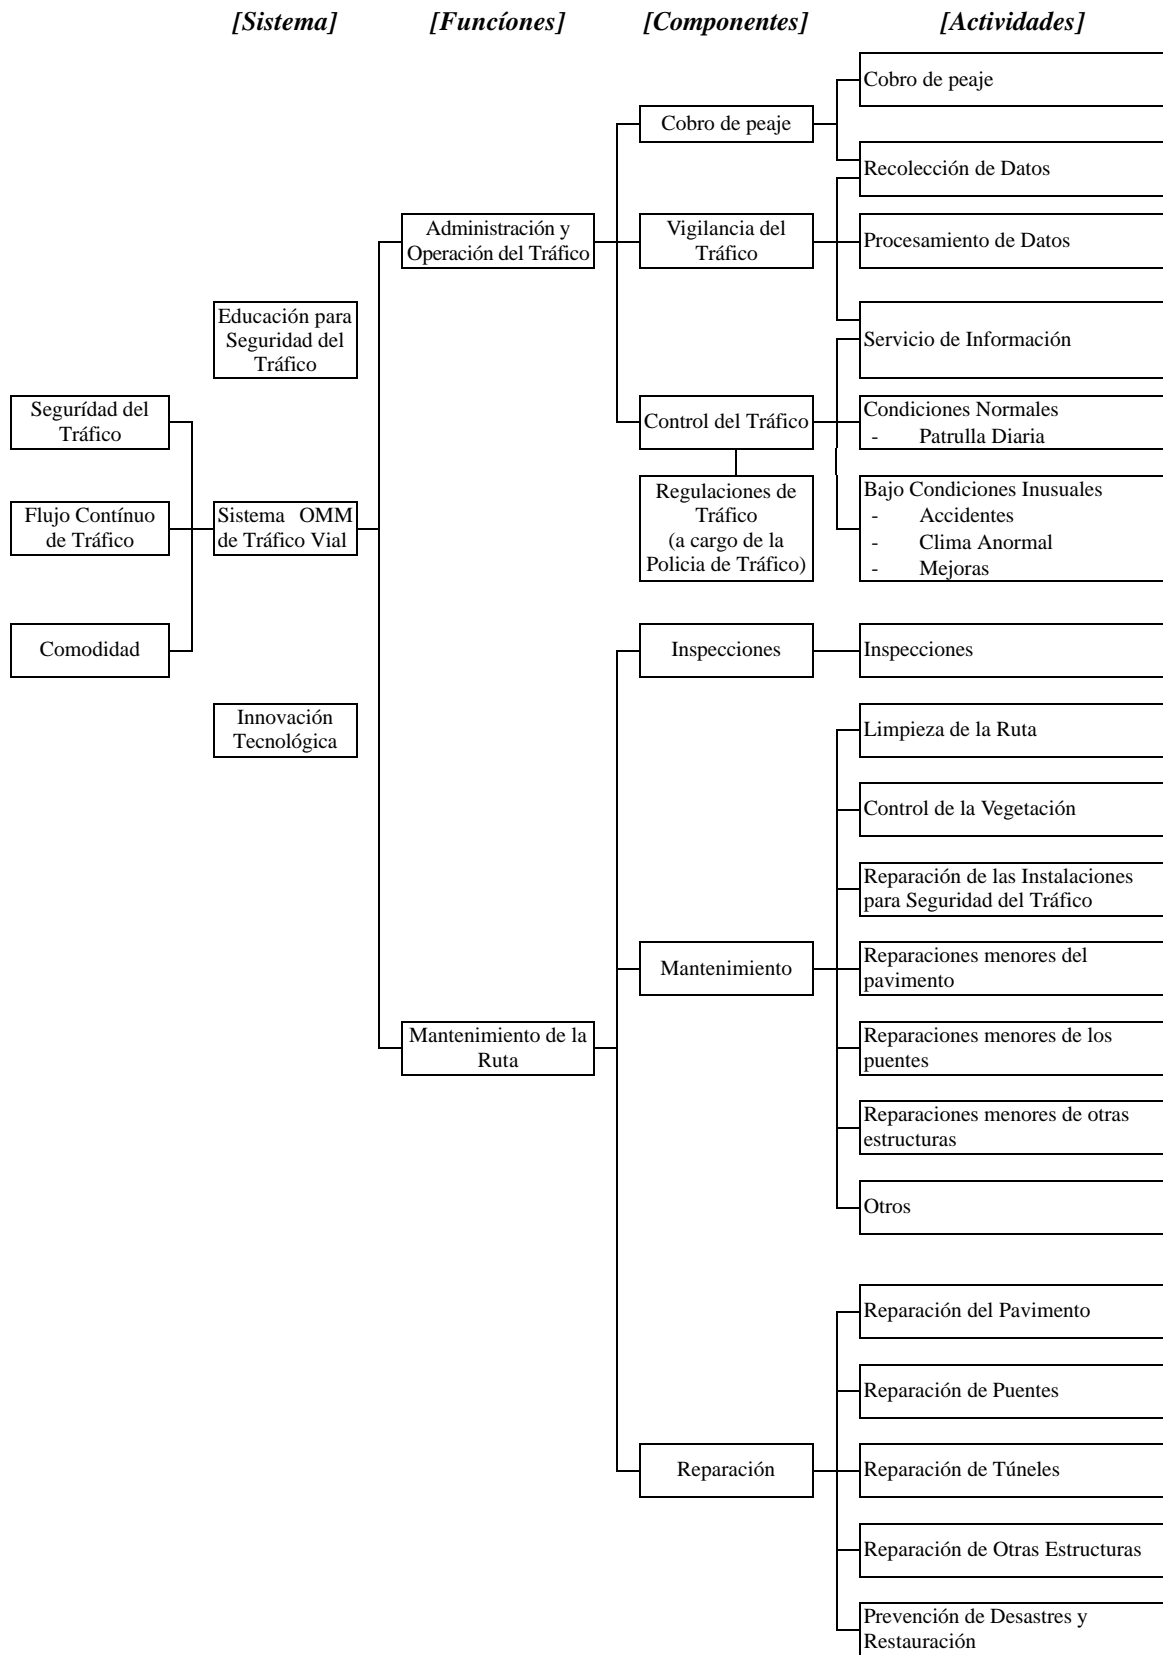 [Sistema] [Funcíones] [Componentes] [Actividades]
Cobro de peaje
Cobro de peaje
Recolección de Datos
Administración y
Operación del Tráfico
Vigilancia del
Tráfico
Procesamiento de Datos
Educación para
Seguridad del
Tráfico
Servicio de Información
Segurídad del
Tráfico
Control del Tráfico
Condiciones Normales
- Patrulla Diaria
Flujo Contínuo
de Tráfico
Sistema OMM
de Tráfico Vial
Regulaciones de
Tráfico
(a cargo de la
Policia de Tráfico)
Bajo Condiciones Inusuales
- Accidentes
- Clima Anormal
- Mejoras
Comodidad
Inspecciones
Inspecciones
Innovación
Tecnológica
Limpieza de la Ruta
Control de la Vegetación
Reparación de las Instalaciones
para Seguridad del Tráfico
Mantenimiento
Reparaciones menores del
pavimento
Mantenimiento de la
Ruta
Reparaciones menores de los
puentes
Reparaciones menores de otras
estructuras
Otros
Reparación del Pavimento
Reparación de Puentes
Reparación
Reparación de Túneles
Reparación de Otras Estructuras
Prevención de Desastres y
Restauración